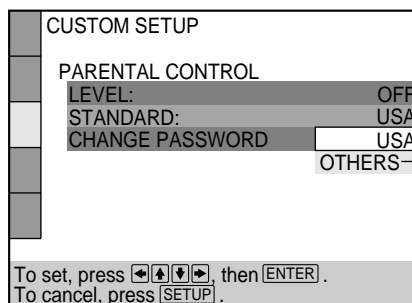 CUSTOM SETUP
PARENTAL CONTROL
LEVEL: OFF
STANDARD: USA
CHANGE PASSWORD USA
OTHERS
To set, press ←↑↓→, then ENTER.
To cancel, press SETUP.